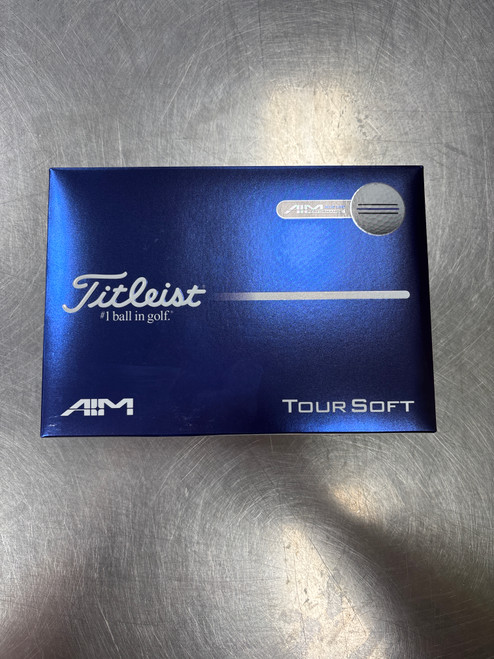 AIM
Titleist
#1 ball in golf.®
AIM
TOUR SOFT